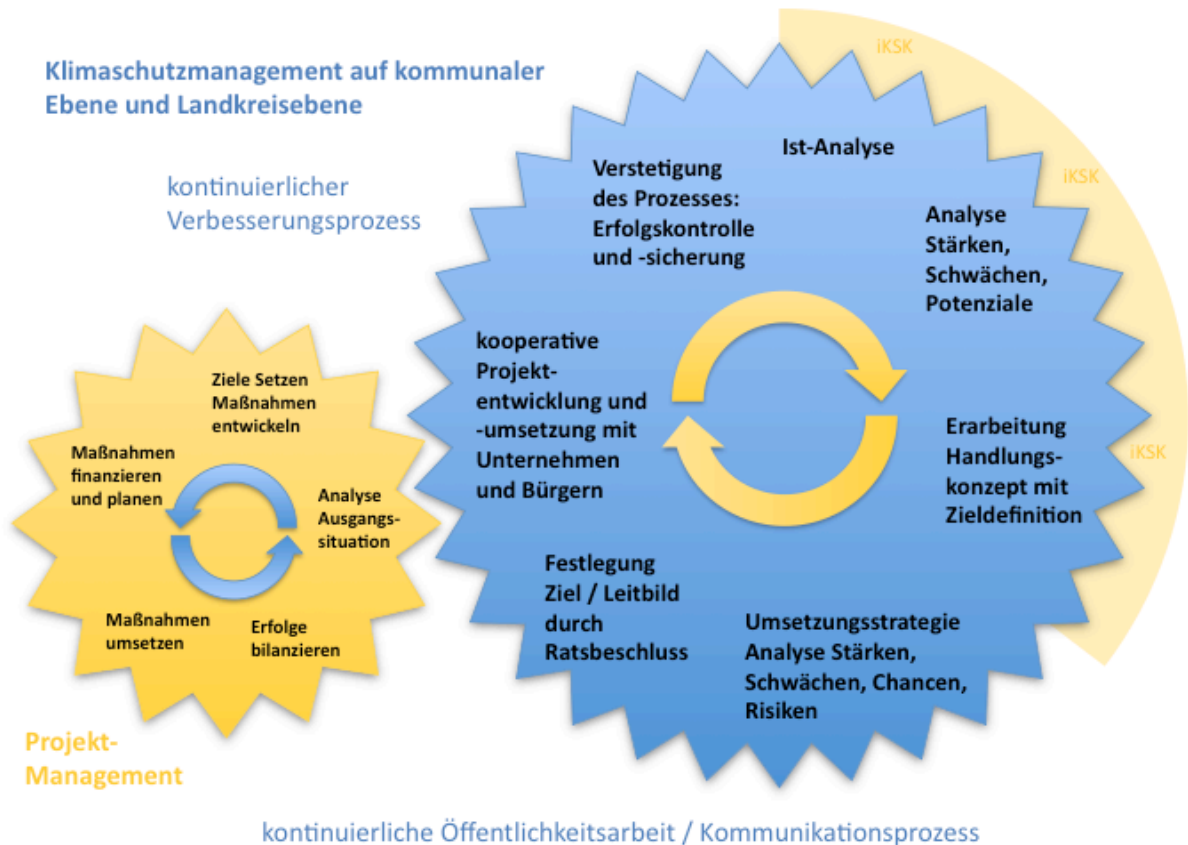 Klimaschutzmanagement auf kommunaler
Ebene und Landkreisebene
kontinuierlicher
Verbesserungsprozess
iKSK
iKSK
iKSK
Ist-Analyse
Analyse
Stärken,
Schwächen,
Potenziale
Erarbeitung
Handlungs-
konzept mit
Zieldefinition
Umsetzungsstrategie
Analyse Stärken,
Schwächen, Chancen,
Risiken
Festlegung
Ziel / Leitbild
durch
Ratsbeschluss
kooperative
Projekt-
entwicklung und
-umsetzung mit
Unternehmen
und Bürgern
Verstetigung
des Prozesses:
Erfolgskontrolle
und -sicherung
Ziele Setzen
Maßnahmen
entwickeln
Maßnahmen
finanzieren
und planen
Maßnahmen
umsetzen
Erfolge
bilanzieren
Analyse
Ausgangs-
situation
Projekt-
Management
kontinuierliche Öffentlichkeitsarbeit / Kommunikationsprozess